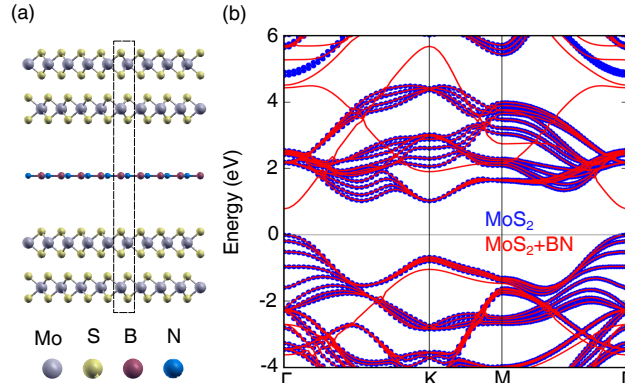 (a)
Mo S B N
(b)
Energy (eV)
6
4
2
0
-2
-4
MoS₂
MoS₂+BN
Γ K M Γ